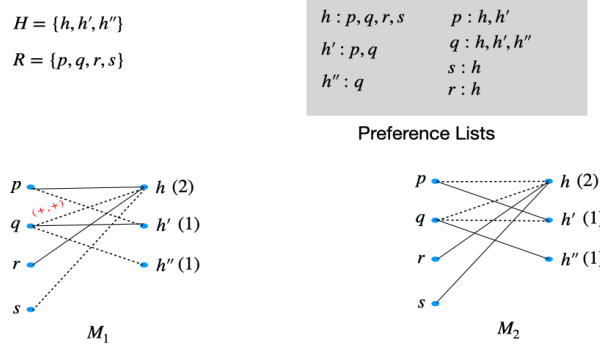 H = {h, h′, h″}
R = {p, q, r, s}
h : p, q, r, s
h′ : p, q
h″ : q
p : h, h′
q : h, h′, h″
s : h
r : h
Preference Lists
p
h (2)
(+,+)
q
h′ (1)
r
h″ (1)
s
M₁
p
h (2)
q
h′ (1)
r
h″ (1)
s
M₂